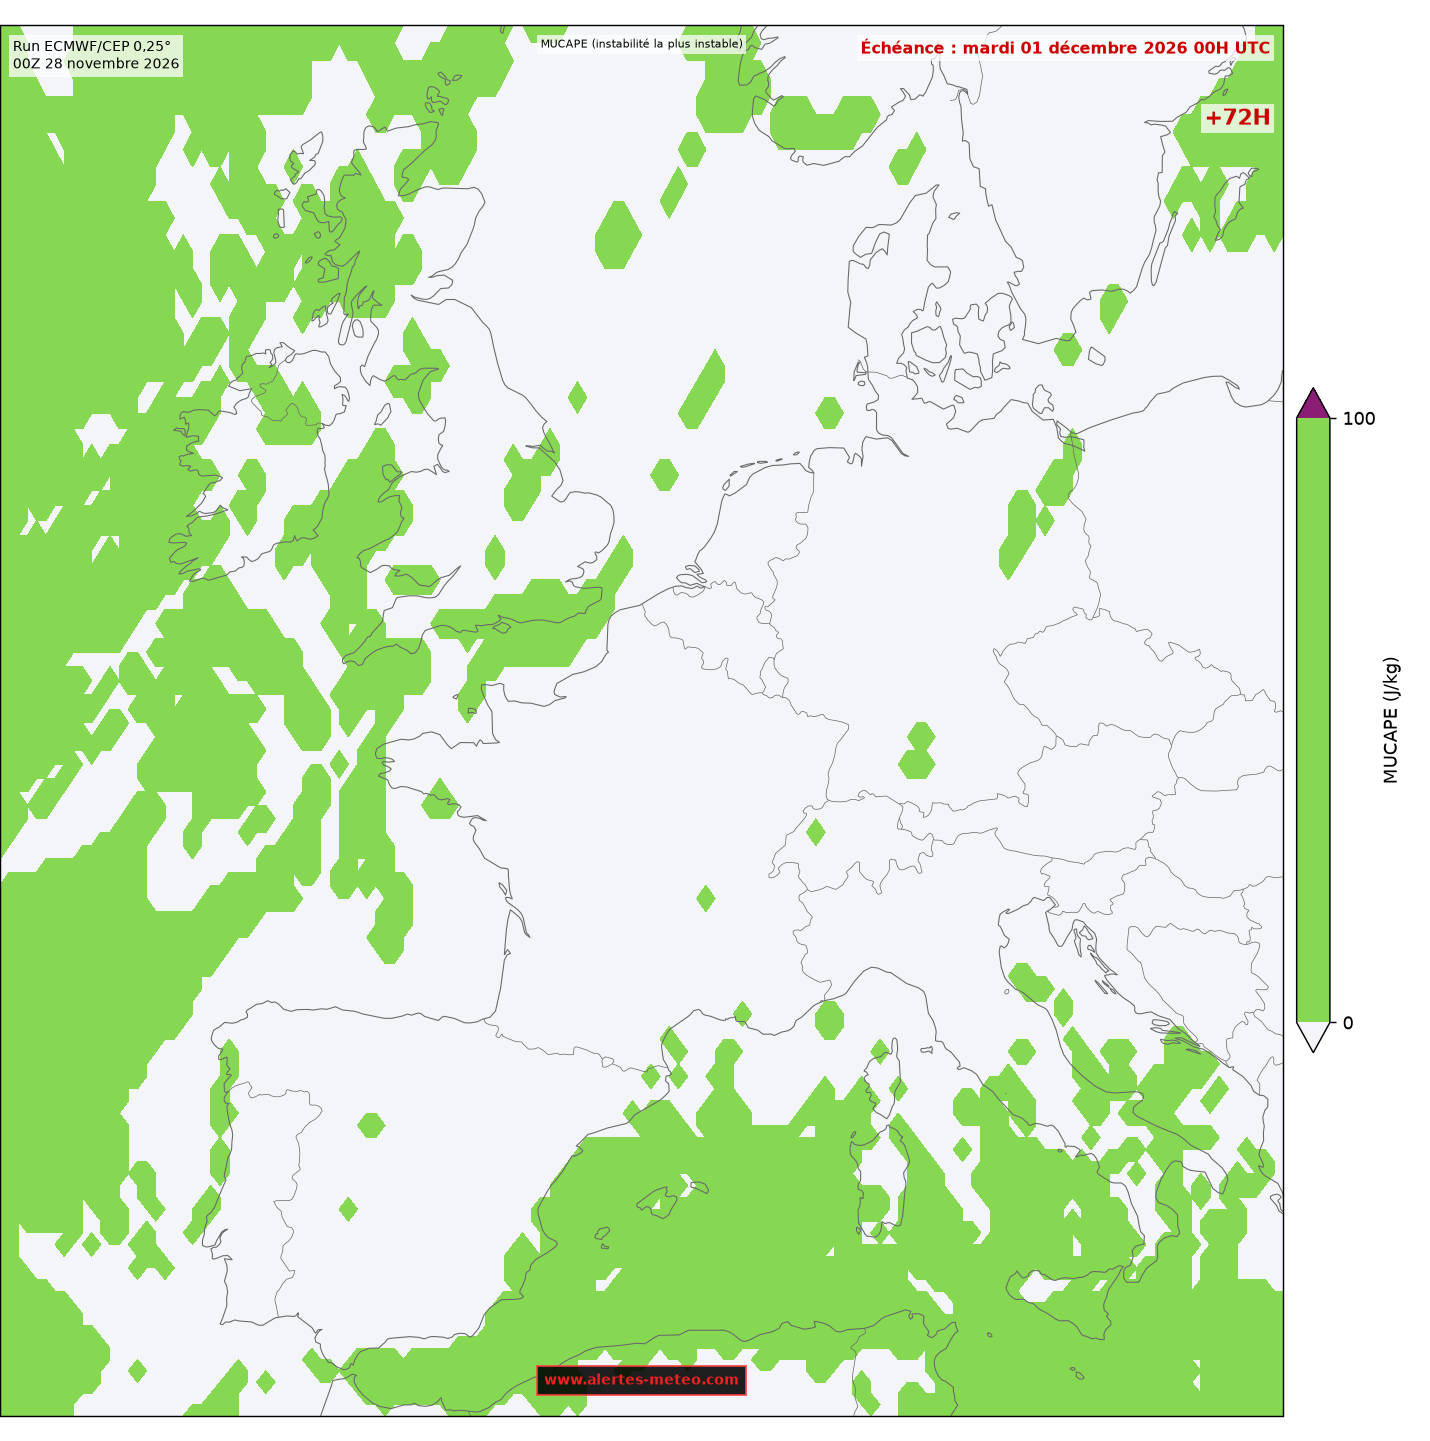 Run ECMWF/CEP 0,25°
00Z 28 novembre 2026
MUCAPE (instabilité la plus instable)
Échéance : mardi 01 décembre 2026 00H UTC
+72H
100
0
MUCAPE (J/kg)
www.alertes-meteo.com